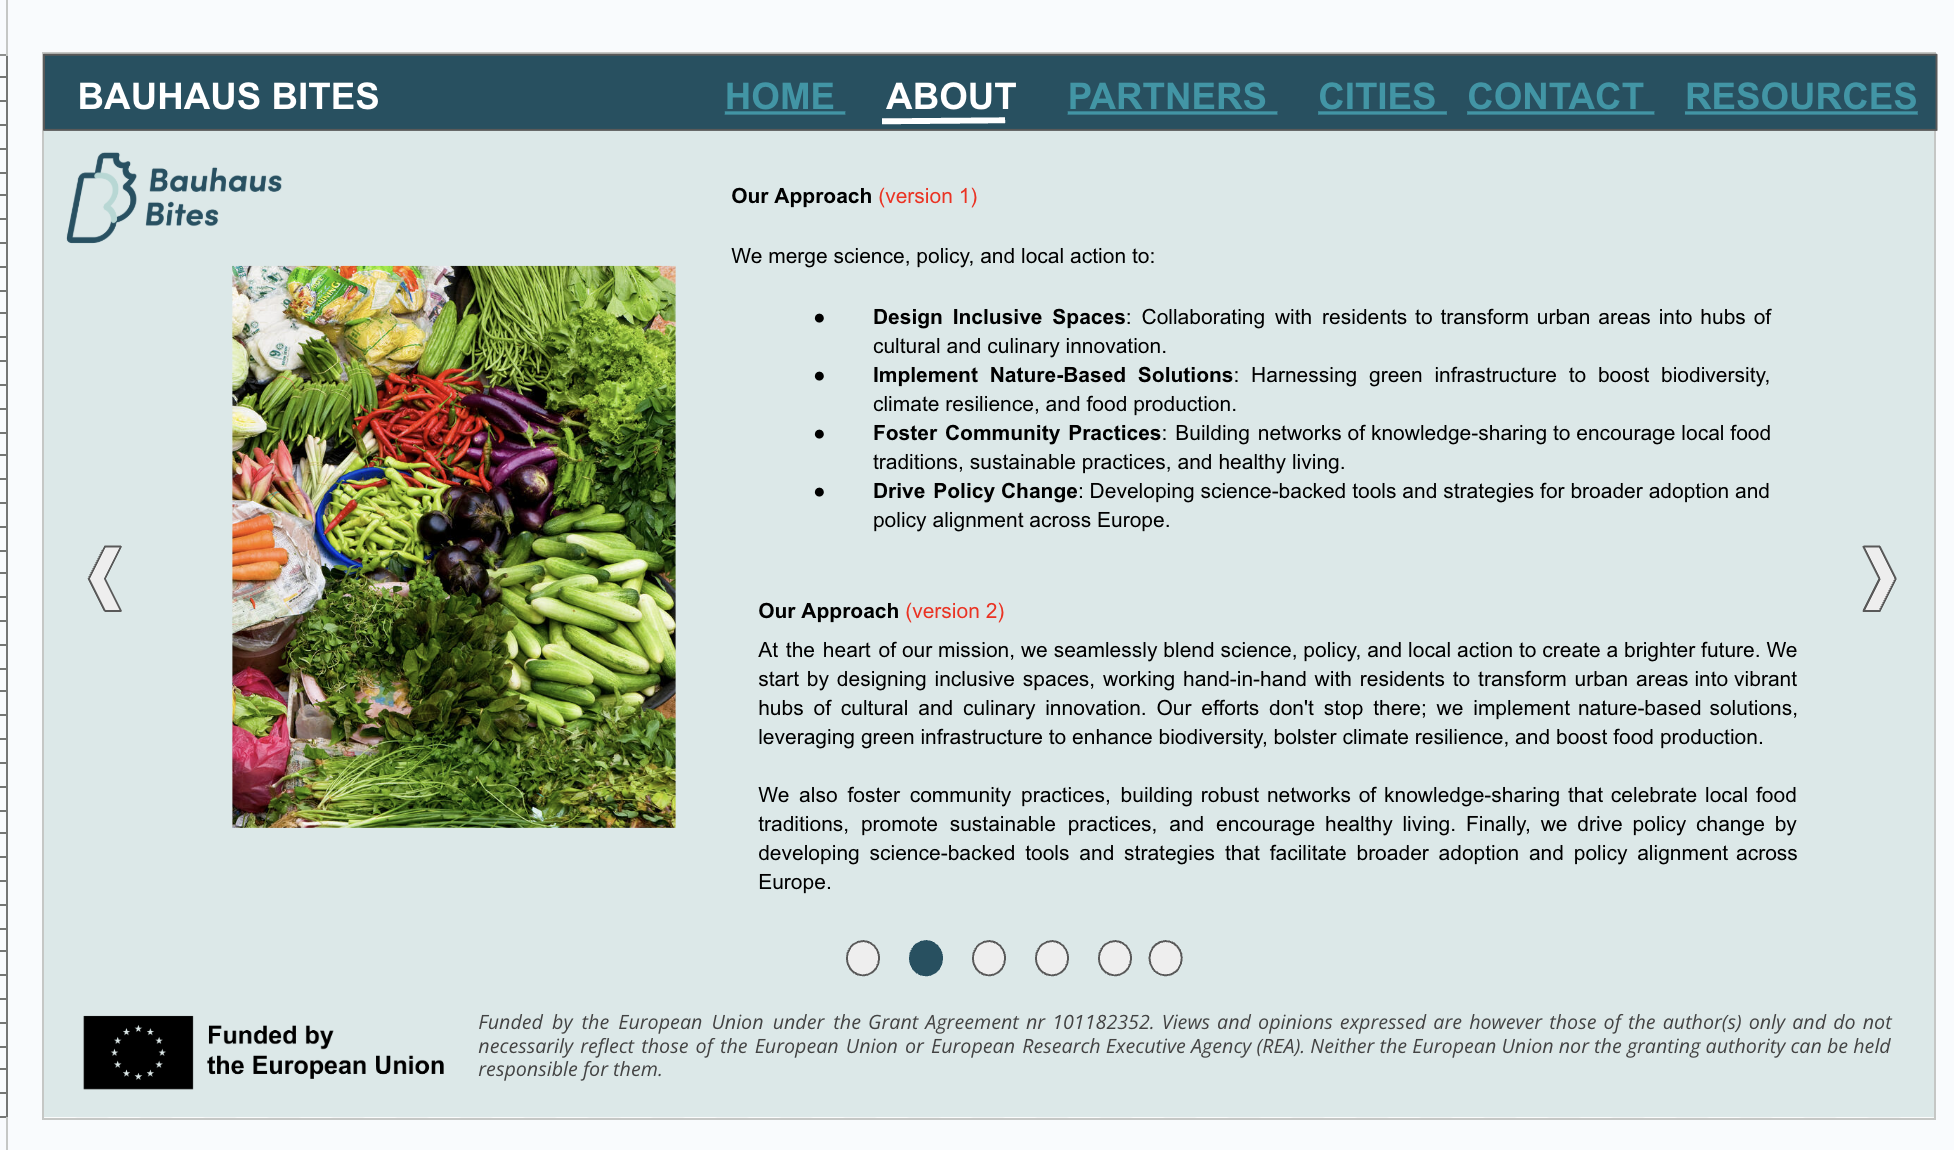 BAUHAUS BITES
HOME ABOUT PARTNERS CITIES CONTACT RESOURCES
Bauhaus
Bites
Our Approach (version 1)
We merge science, policy, and local action to:
● Design Inclusive Spaces: Collaborating with residents to transform urban areas into hubs of
cultural and culinary innovation.
● Implement Nature-Based Solutions: Harnessing green infrastructure to boost biodiversity,
climate resilience, and food production.
● Foster Community Practices: Building networks of knowledge-sharing to encourage local food
traditions, sustainable practices, and healthy living.
● Drive Policy Change: Developing science-backed tools and strategies for broader adoption and
policy alignment across Europe.
Our Approach (version 2)
At the heart of our mission, we seamlessly blend science, policy, and local action to create a brighter future. We
start by designing inclusive spaces, working hand-in-hand with residents to transform urban areas into vibrant
hubs of cultural and culinary innovation. Our efforts don't stop there; we implement nature-based solutions,
leveraging green infrastructure to enhance biodiversity, bolster climate resilience, and boost food production.
We also foster community practices, building robust networks of knowledge-sharing that celebrate local food
traditions, promote sustainable practices, and encourage healthy living. Finally, we drive policy change by
developing science-backed tools and strategies that facilitate broader adoption and policy alignment across
Europe.
Funded by
the European Union
Funded by the European Union under the Grant Agreement nr 101182352. Views and opinions expressed are however those of the author(s) only and do not
necessarily reflect those of the European Union or European Research Executive Agency (REA). Neither the European Union nor the granting authority can be held
responsible for them.